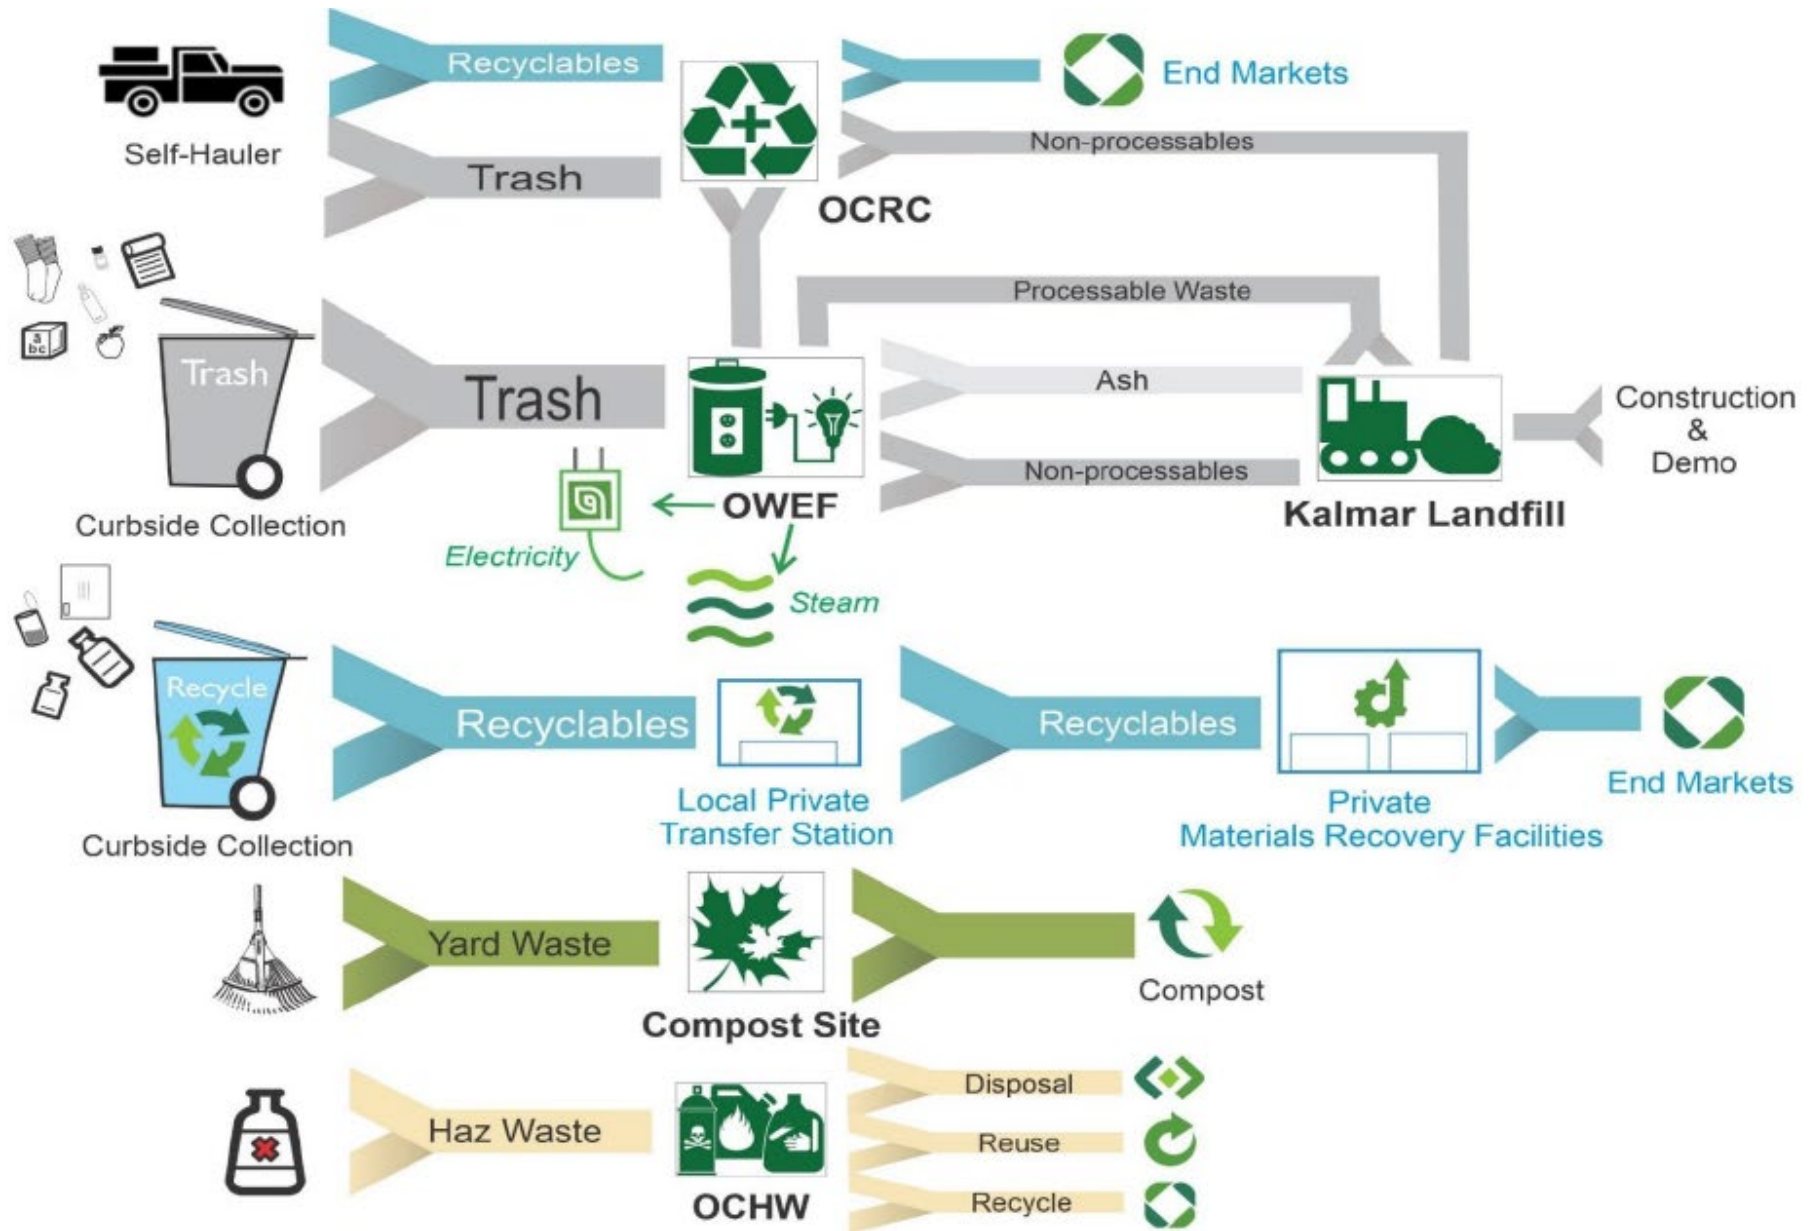 Recyclables
End Markets
Self-Hauler
Trash
Non-processables
OCRC
Processable Waste
a
bc
Trash
Trash
Ash
Construction
&
Demo
Non-processables
OWEF
Kalmar Landfill
Curbside Collection
Electricity
Steam
Recycle
Recyclables
Recyclables
Local Private
Transfer Station
Private
Materials Recovery Facilities
End Markets
Curbside Collection
Yard Waste
Compost Site
Compost
Haz Waste
OCHW
Disposal
Reuse
Recycle